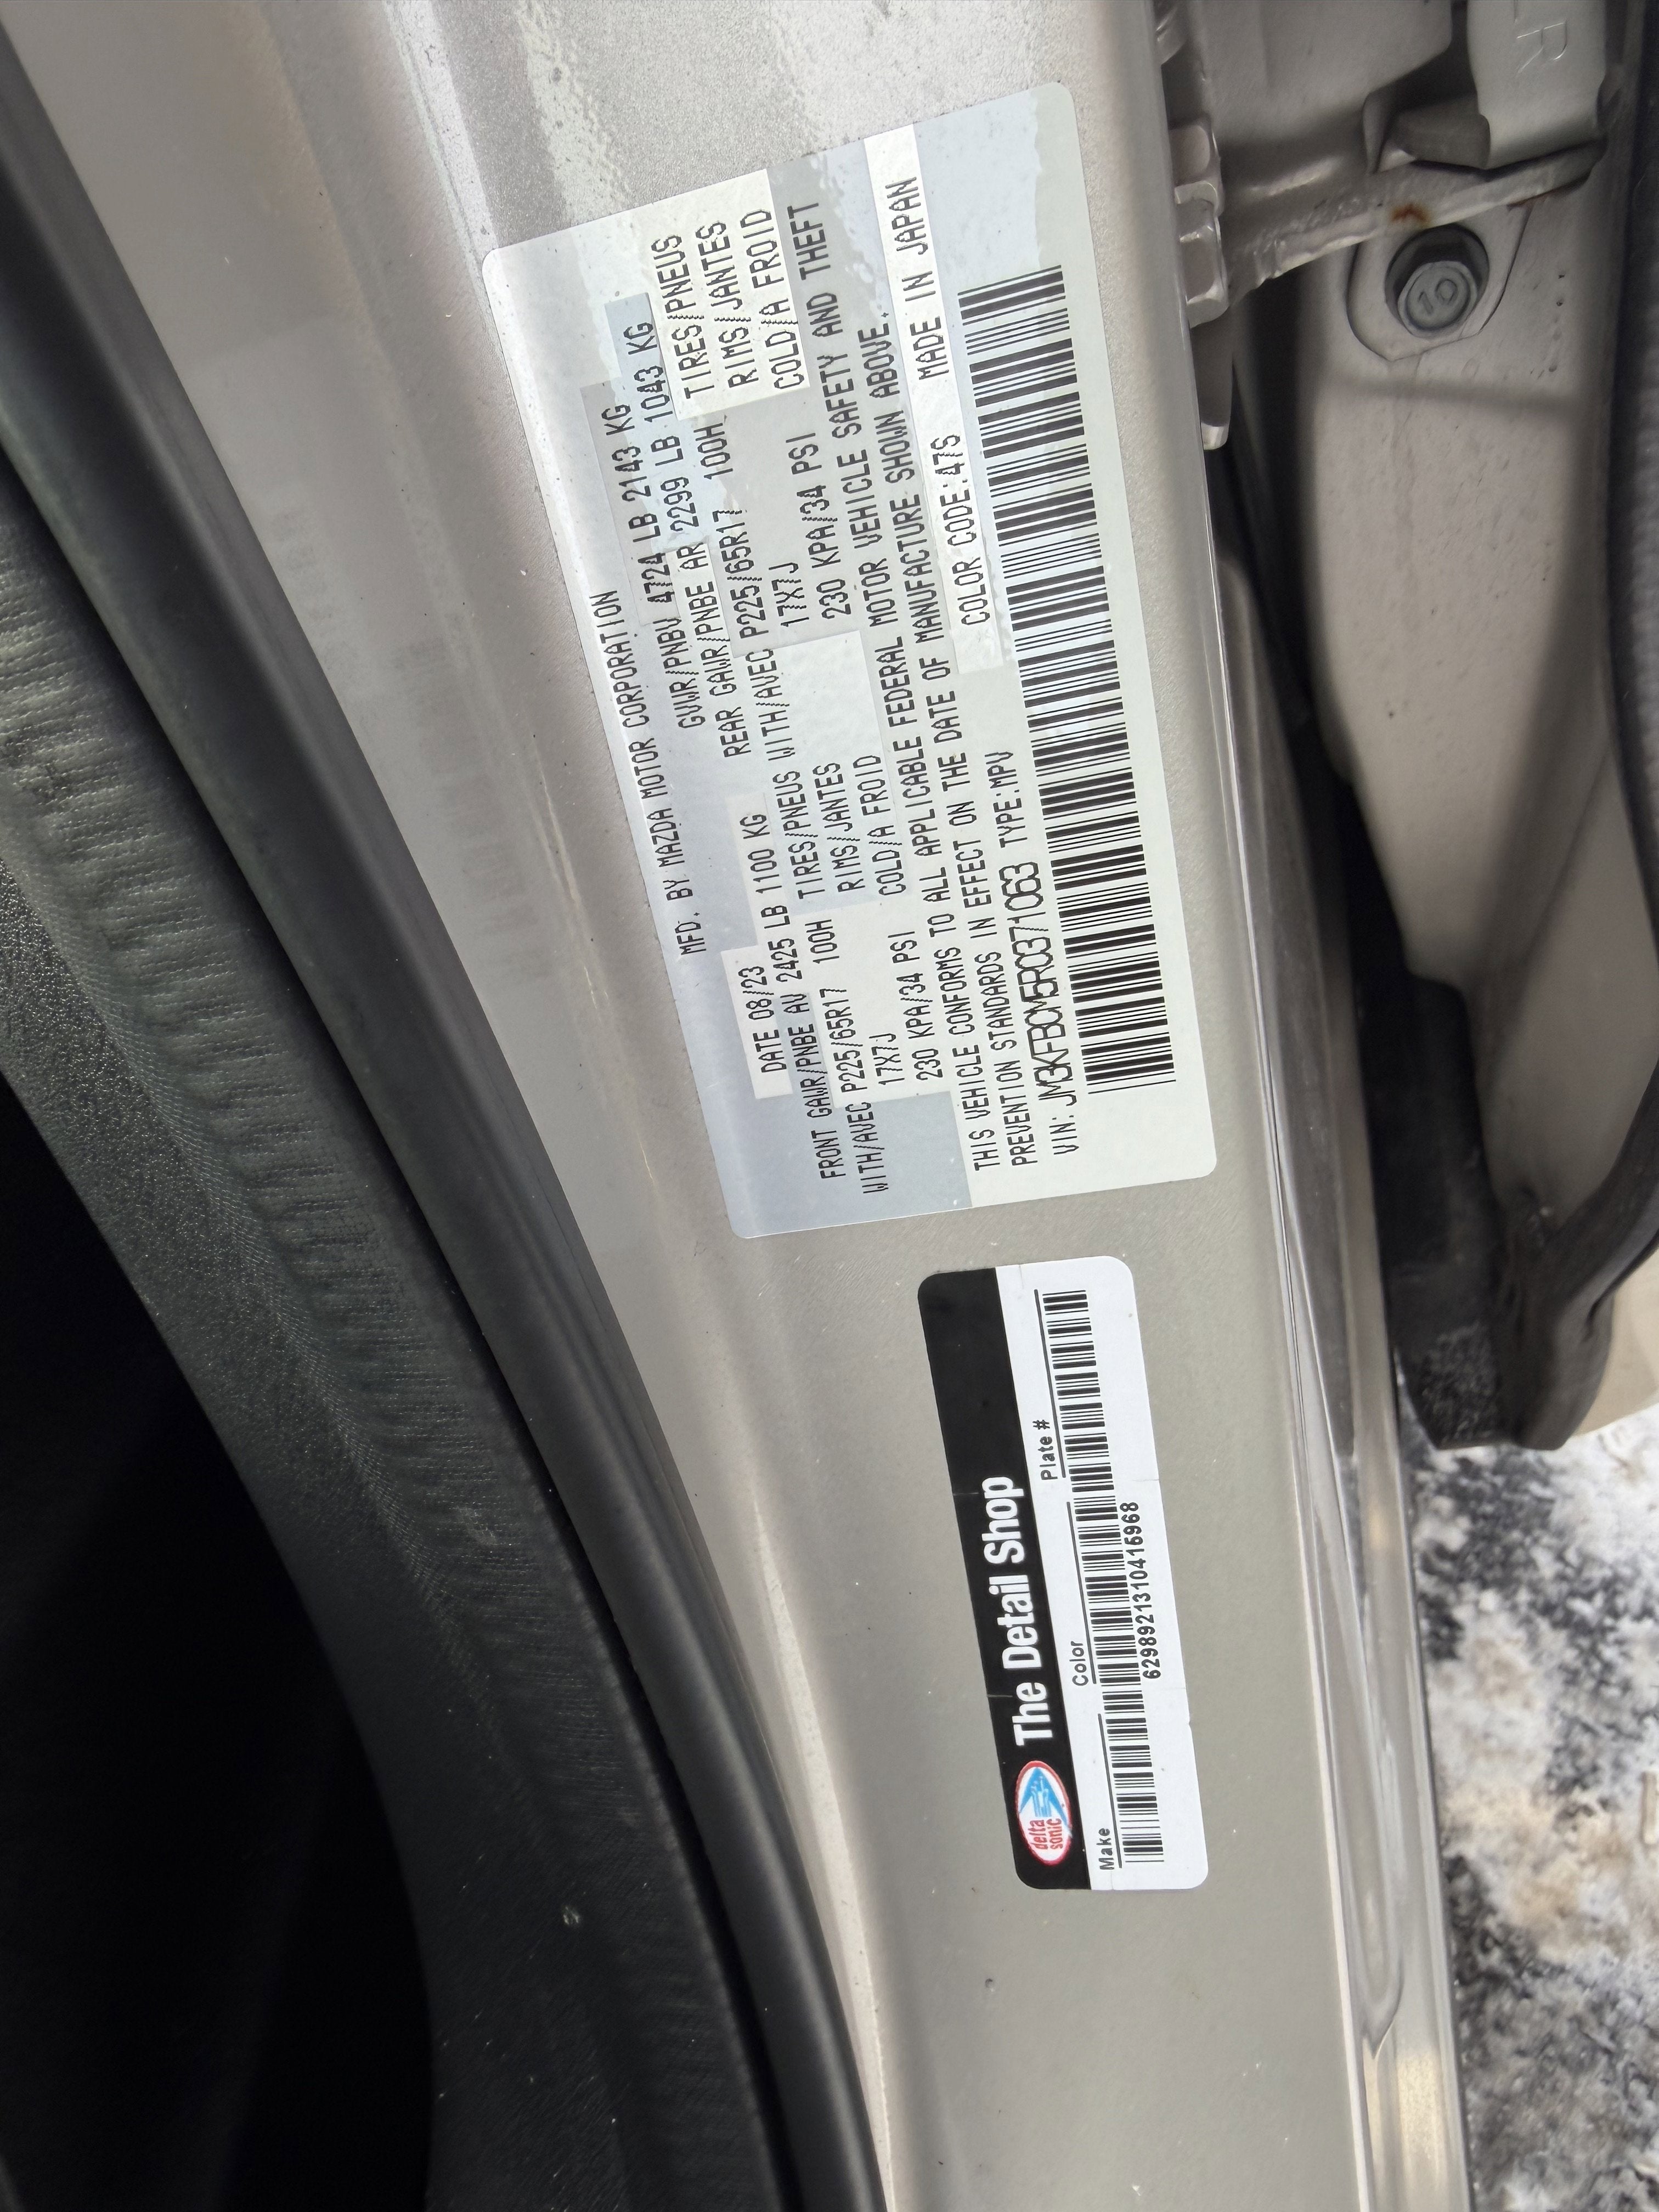 MFD. BY MAZDA MOTOR CORPORATION
DATE 08/23 GVWR/PNBV 4724 LB 2143 KG
FRONT GAWR/PNBE AV 2425 LB 1100 KG REAR GAWR/PNBE AR 2299 LB 1043 KG
WITH/AVEC P225/65R17 100H TIRES/PNEUS WITH/AVEC P225/65R17 100H TIRES/PNEUS
17X7J RIMS/JANTES 17X7J RIMS/JANTES
230 KPA/34 PSI COLD/A FROID 230 KPA/34 PSI COLD/A FROID
THIS VEHICLE CONFORMS TO ALL APPLICABLE FEDERAL MOTOR VEHICLE SAFETY AND THEFT
PREVENTION STANDARDS IN EFFECT ON THE DATE OF MANUFACTURE SHOWN ABOVE.
VIN: JM3KFBCM5R0371063 TYPE:MPV COLOR CODE:47S MADE IN JAPAN
delta sonic The Detail Shop
Make Color Plate #
6298921310415968
10